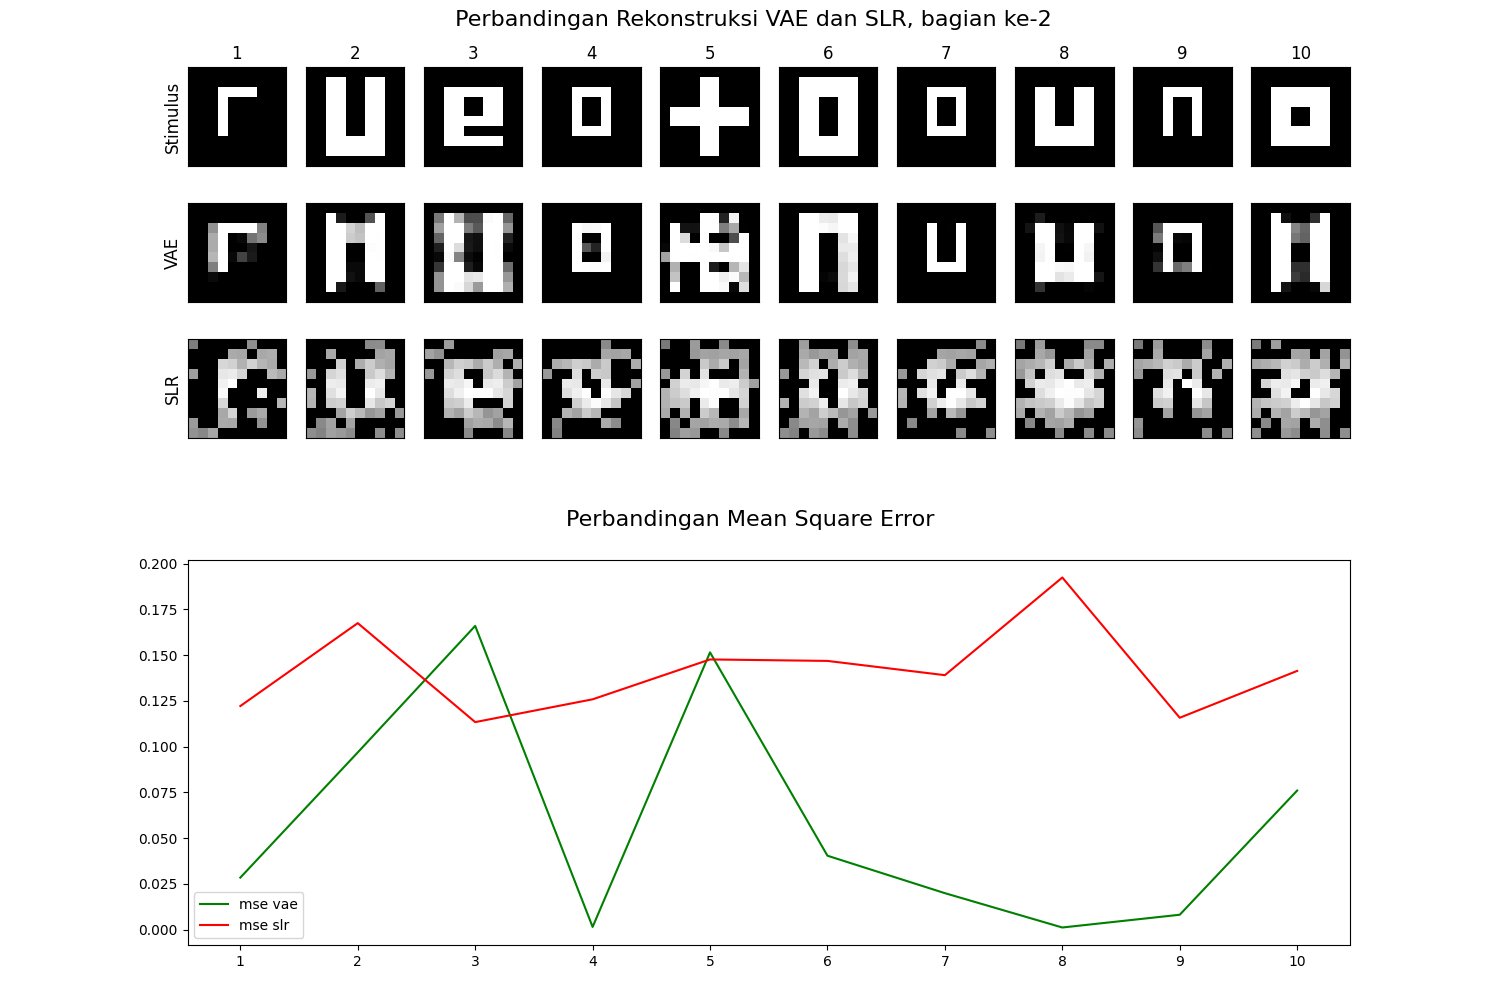 Perbandingan Rekonstruksi VAE dan SLR, bagian ke-2
1 2 3 4 5 6 7 8 9 10
Stimulus
VAE
SLR
Perbandingan Mean Square Error
0.200
0.175
0.150
0.125
0.100
0.075
0.050
0.025
0.000
mse vae
mse slr
1 2 3 4 5 6 7 8 9 10